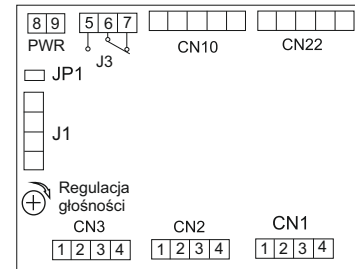 8 9 5 6 7
PWR J3 CN10 CN22
JP1
J1
Regulacja
głośności
CN3 CN2 CN1
1 2 3 4 1 2 3 4 1 2 3 4